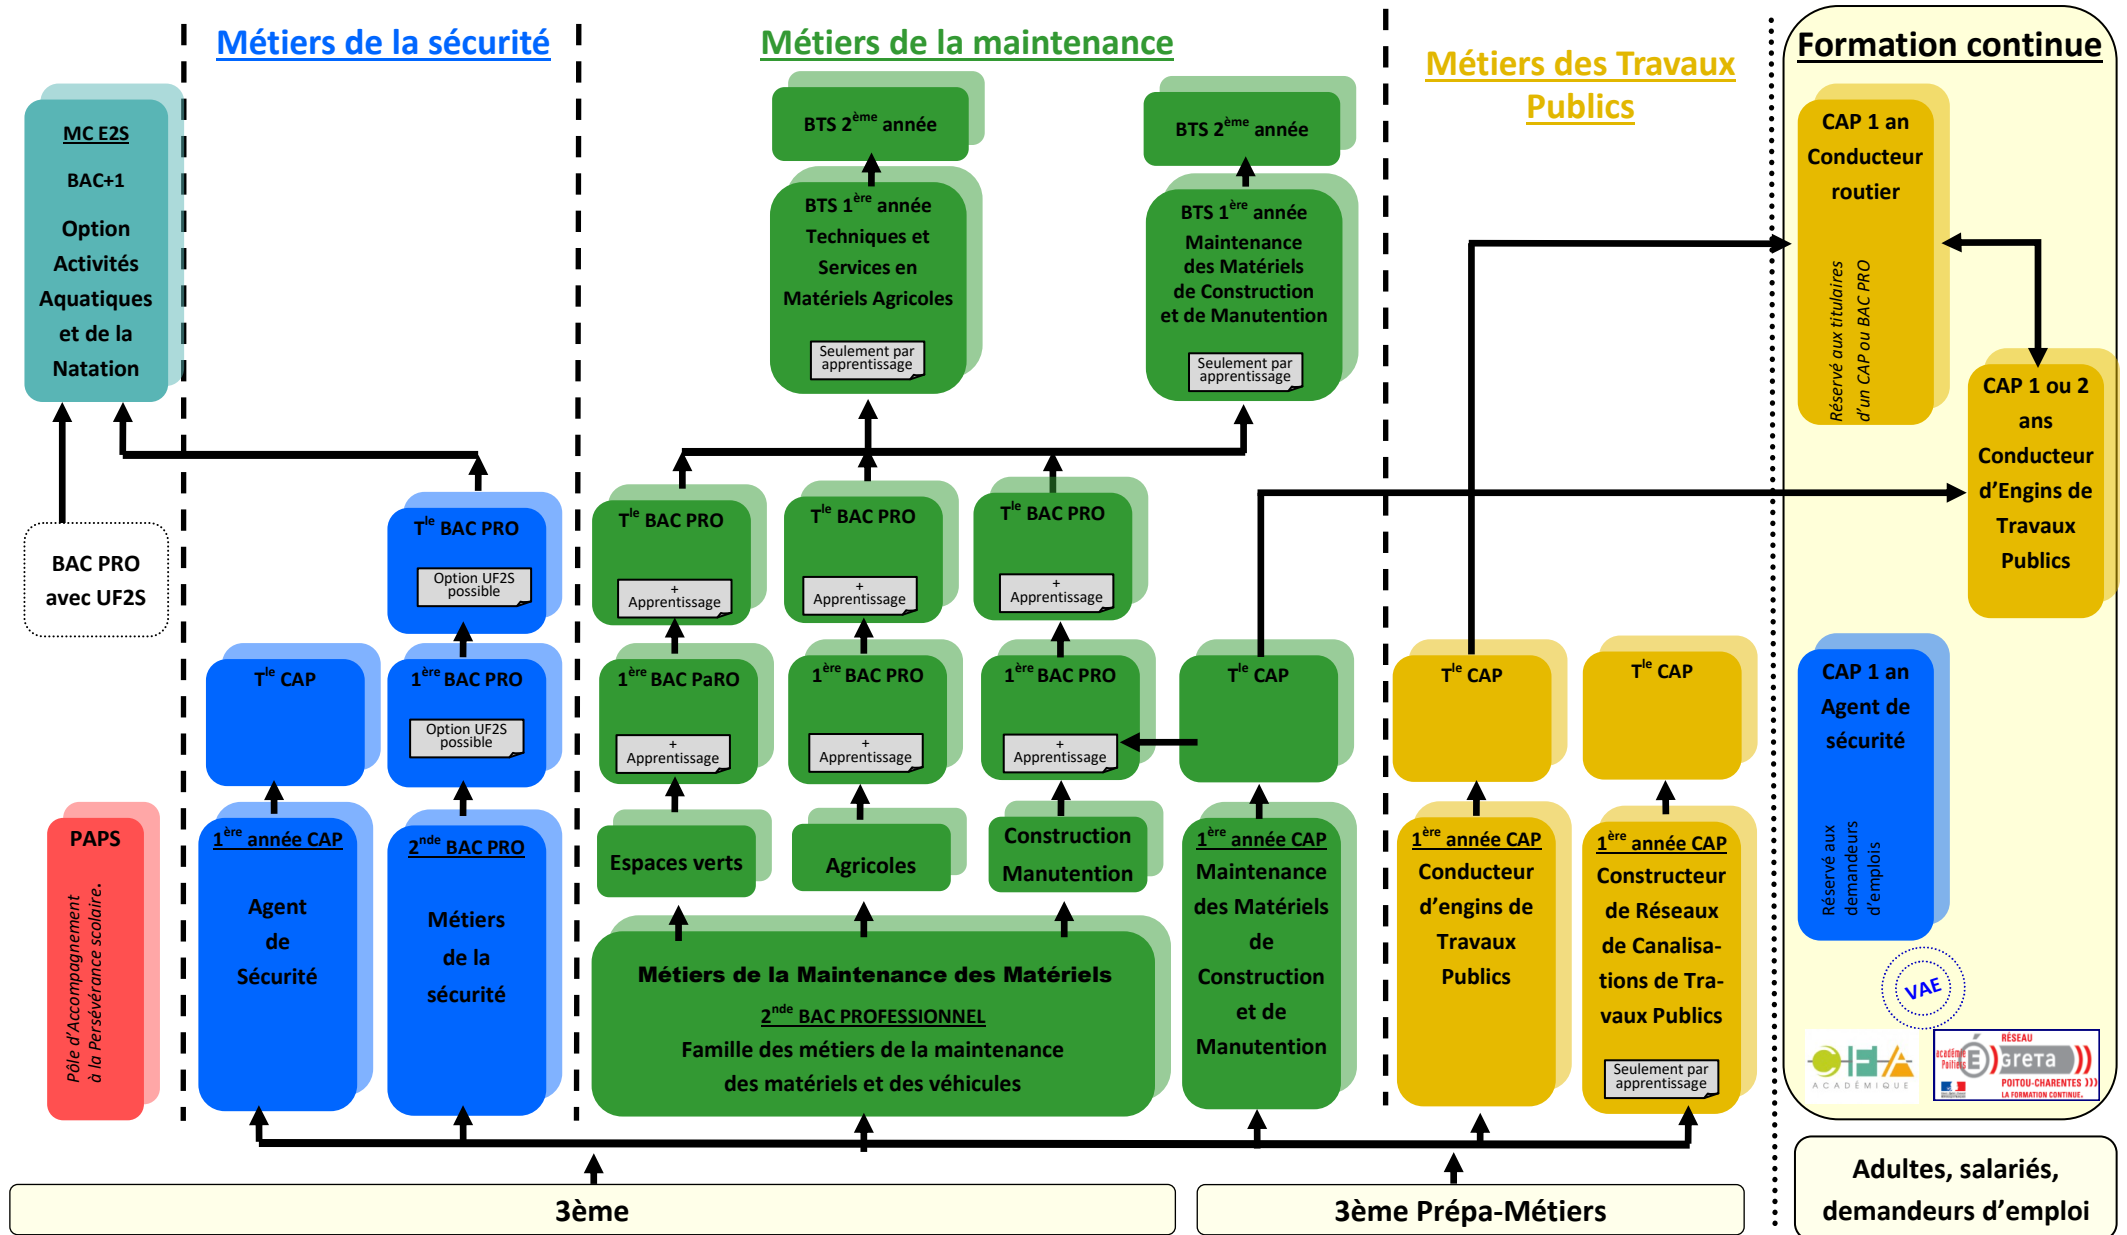 Métiers de la sécurité
Métiers de la maintenance
Métiers des Travaux
Publics
Formation continue
MC E2S
BAC+1
Option
Activités
Aquatiques
et de la
Natation
BAC PRO
avec UF2S
PAPS
Pôle d’Accompagnement
à la Persévérance scolaire.
Tle BAC PRO
Option UF2S
possible
Tle CAP
1ère BAC PRO
Option UF2S
possible
1ère année CAP
Agent
de
Sécurité
2nde BAC PRO
Métiers
de la
sécurité
BTS 2ème année
BTS 1ère année
Techniques et
Services en
Matériels Agricoles
Seulement par
apprentissage
BTS 2ème année
BTS 1ère année
Maintenance
des Matériels
de Construction
et de Manutention
Seulement par
apprentissage
Tle BAC PRO
+
Apprentissage
Tle BAC PRO
+
Apprentissage
Tle BAC PRO
+
Apprentissage
1ère BAC PaRO
+
Apprentissage
1ère BAC PRO
+
Apprentissage
1ère BAC PRO
+
Apprentissage
Tle CAP
Espaces verts
Agricoles
Construction
Manutention
Métiers de la Maintenance des Matériels
2nde BAC PROFESSIONNEL
Famille des métiers de la maintenance
des matériels et des véhicules
1ère année CAP
Maintenance
des Matériels
de
Construction
et de
Manutention
Tle CAP
Tle CAP
1ère année CAP
Conducteur
d’engins de
Travaux
Publics
1ère année CAP
Constructeur
de Réseaux
de Canalisa-
tions de Tra-
vaux Publics
Seulement par
apprentissage
CAP 1 an
Conducteur
routier
Réservé aux titulaires
d’un CAP ou BAC PRO
CAP 1 ou 2
ans
Conducteur
d’Engins de
Travaux
Publics
CAP 1 an
Agent de
sécurité
Réservé aux
demandeurs
d’emplois
VAE
CFA
ACADÉMIQUE
RÉSEAU
académie
Poitiers
É
GRETA
POITOU-CHARENTES
LA FORMATION CONTINUE.
3ème
3ème Prépa-Métiers
Adultes, salariés,
demandeurs d’emploi